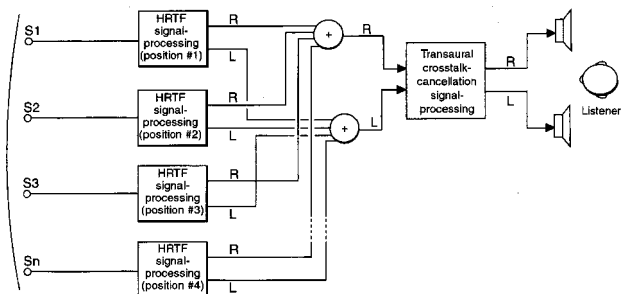 S1
HRTF
signal-
processing
(position #1)
R
L
S2
HRTF
signal-
processing
(position #2)
R
L
S3
HRTF
signal-
processing
(position #3)
R
L
Sn
HRTF
signal-
processing
(position #4)
R
L
+
R
+
L
Transaural
crosstalk-
cancellation
signal-
processing
R
L
Listener